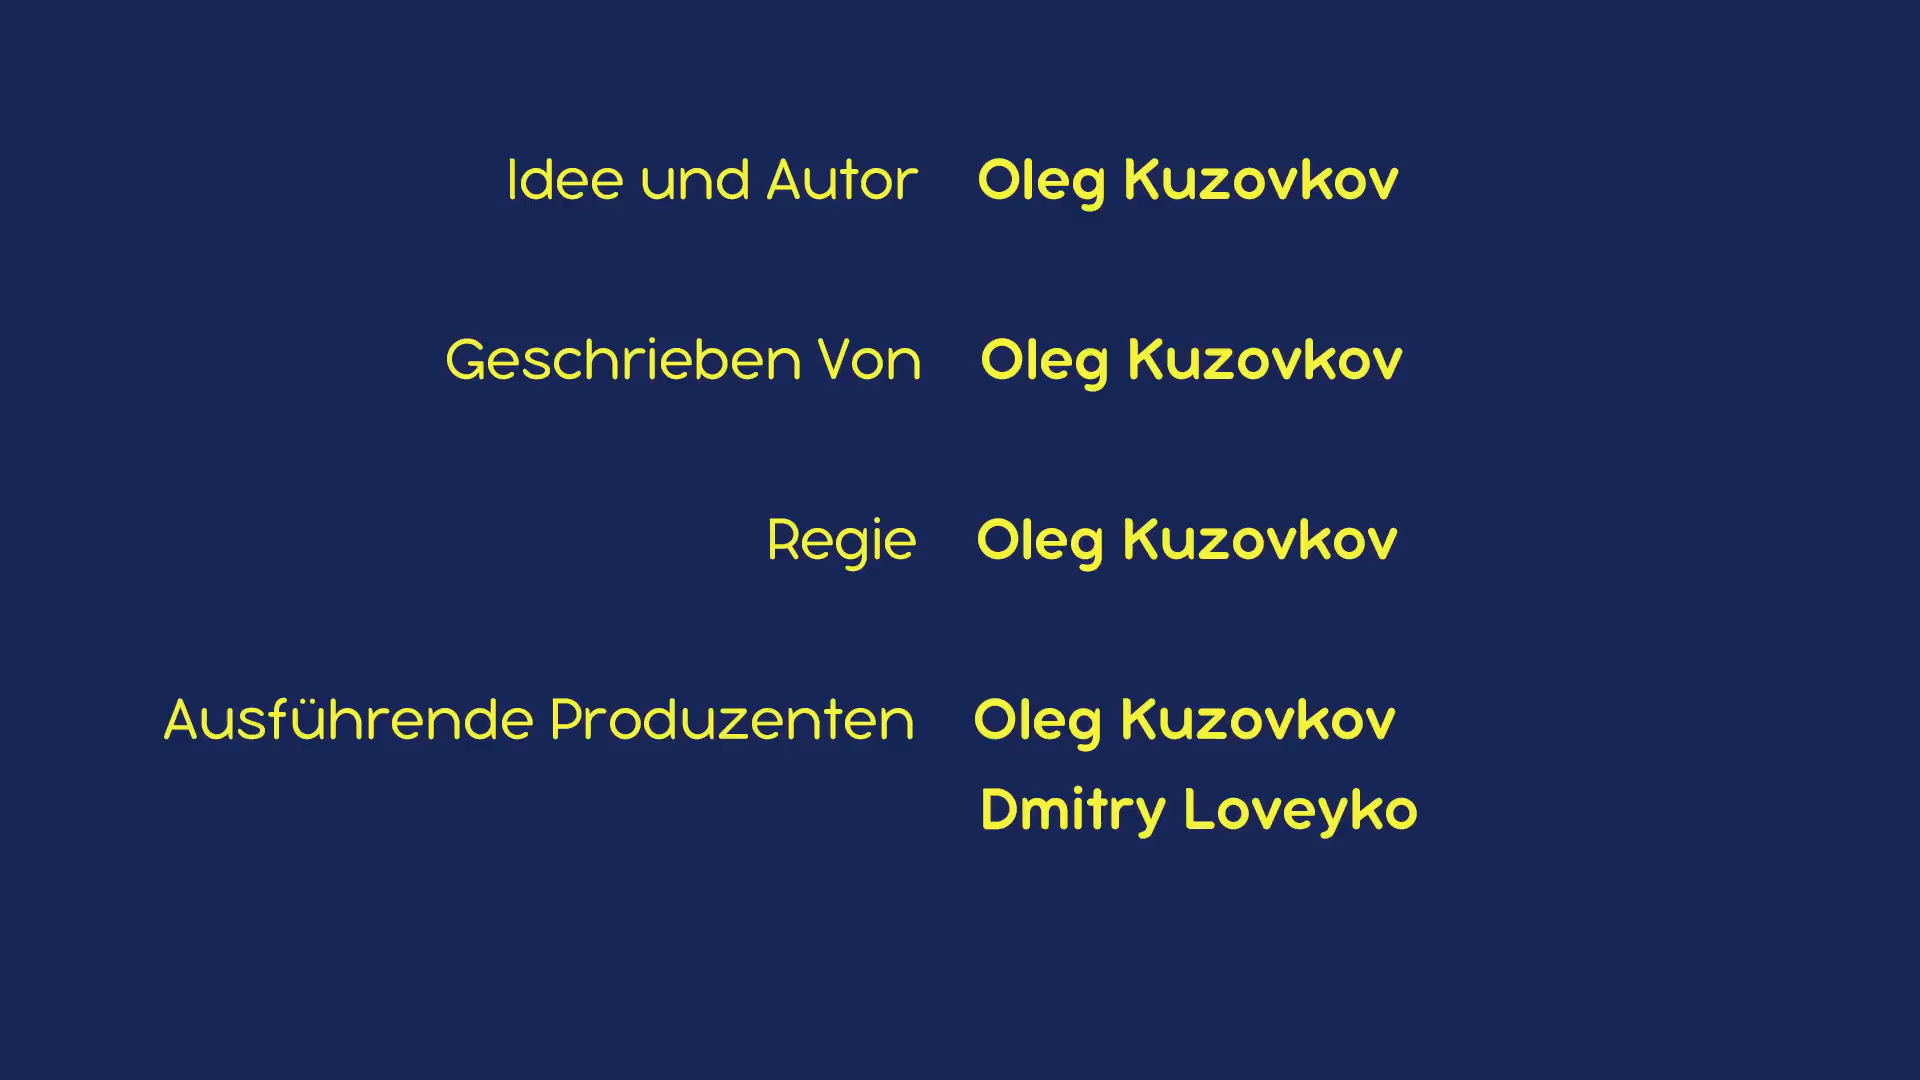 Idee und Autor Oleg Kuzovkov
Geschrieben Von Oleg Kuzovkov
Regie Oleg Kuzovkov
Ausführende Produzenten Oleg Kuzovkov
Dmitry Loveyko